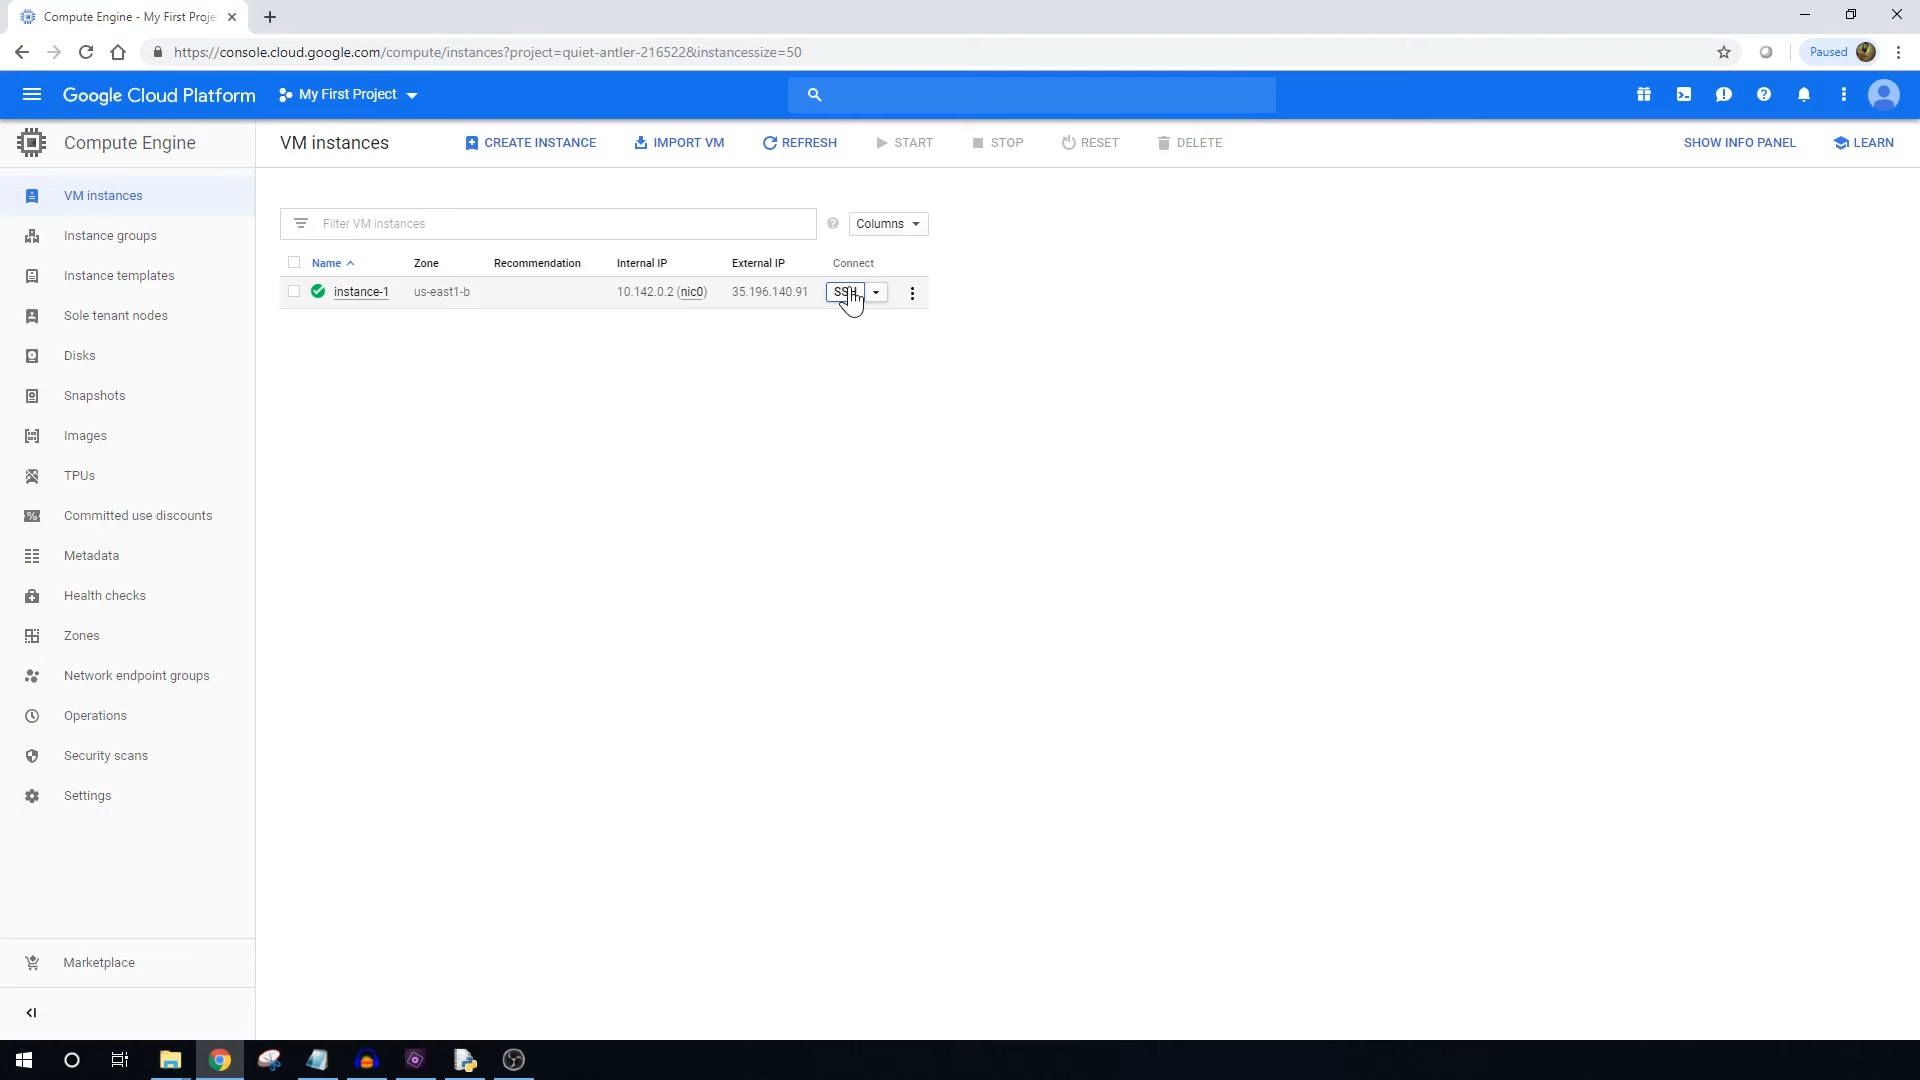 Compute Engine - My First Proje
https://console.cloud.google.com/compute/instances?project=quiet-antler-216522&instancessize=50
Paused
Google Cloud Platform
My First Project
Compute Engine
VM instances
CREATE INSTANCE
IMPORT VM
REFRESH
START
STOP
RESET
DELETE
SHOW INFO PANEL
LEARN
VM instances
Instance groups
Instance templates
Sole tenant nodes
Disks
Snapshots
Images
TPUs
Committed use discounts
Metadata
Health checks
Zones
Network endpoint groups
Operations
Security scans
Settings
Marketplace
Filter VM instances
Columns
Name Zone Recommendation Internal IP External IP Connect
instance-1 us-east1-b 10.142.0.2 (nic0) 35.196.140.91 SSH